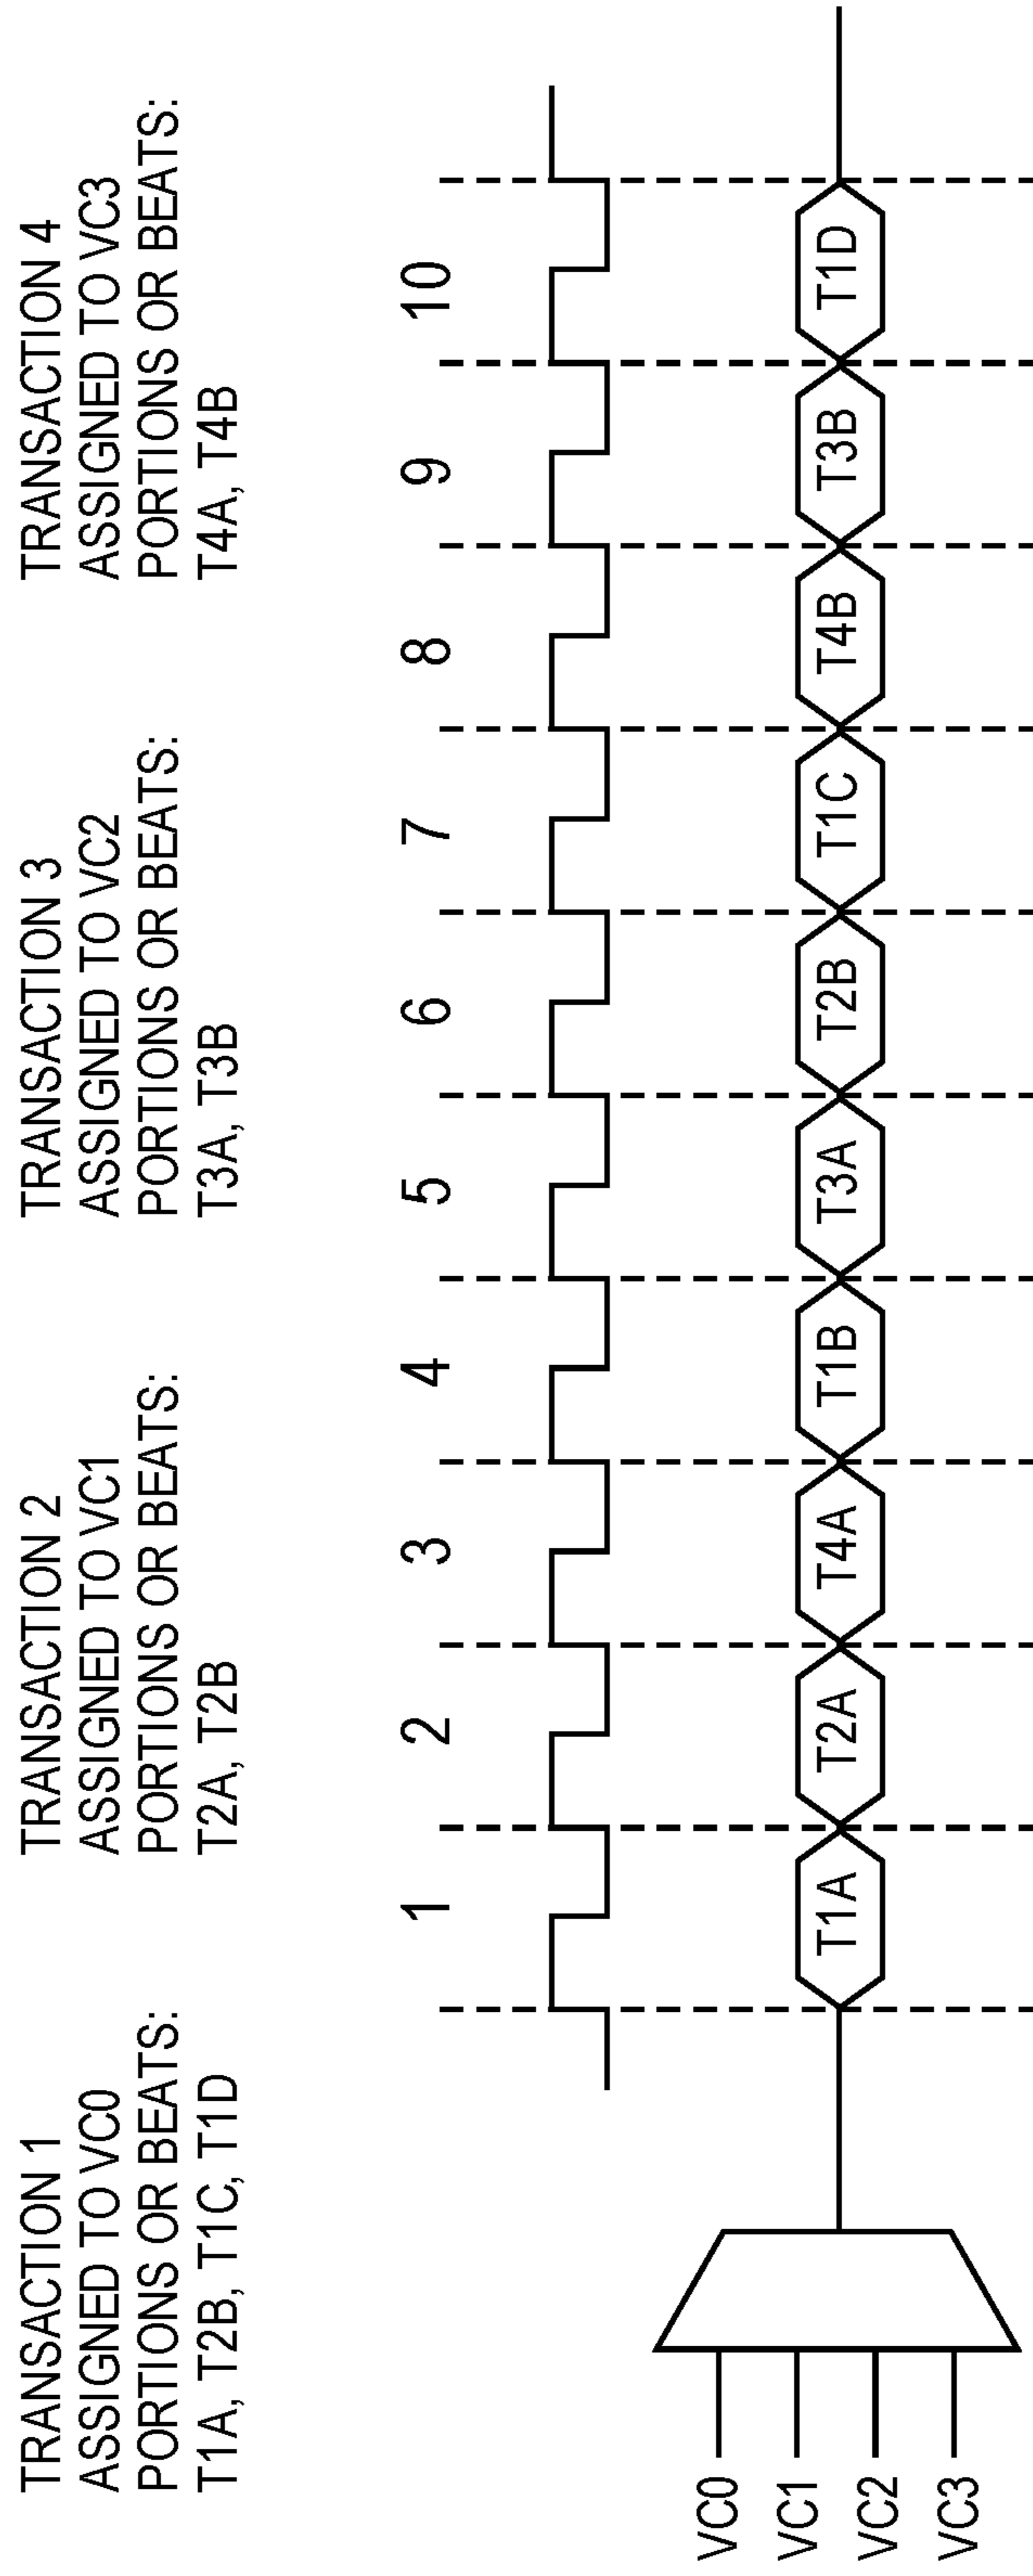 TRANSACTION 1
ASSIGNED TO VC0
PORTIONS OR BEATS:
T1A, T2B, T1C, T1D
TRANSACTION 2
ASSIGNED TO VC1
PORTIONS OR BEATS:
T2A, T2B
TRANSACTION 3
ASSIGNED TO VC2
PORTIONS OR BEATS:
T3A, T3B
TRANSACTION 4
ASSIGNED TO VC3
PORTIONS OR BEATS:
T4A, T4B
1 2 3 4 5 6 7 8 9 10
VC0
VC1
VC2
VC3
T1A T2A T4A T1B T3A T2B T1C T4B T3B T1D